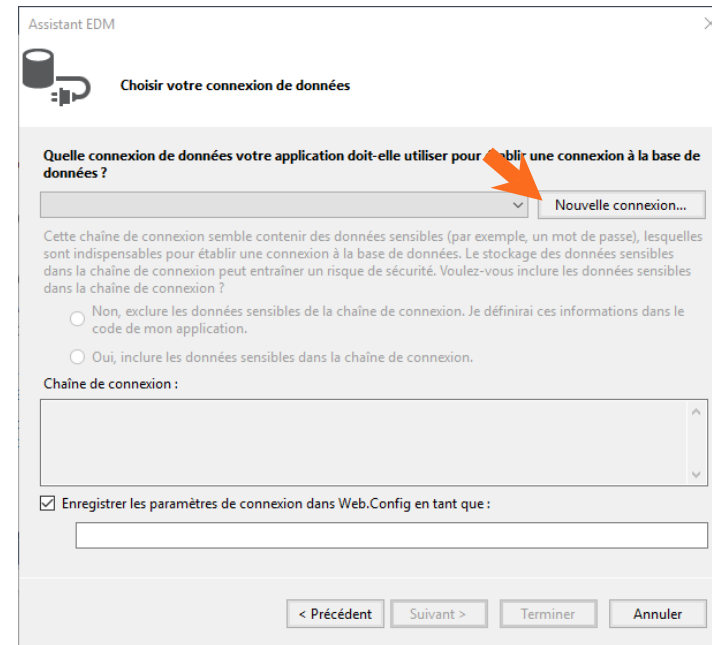 Assistant EDM
Choisir votre connexion de données
Quelle connexion de données votre application doit-elle utiliser pour établir une connexion à la base de
données ?
Nouvelle connexion...
Cette chaîne de connexion semble contenir des données sensibles (par exemple, un mot de passe), lesquelles
sont indispensables pour établir une connexion à la base de données. Le stockage des données sensibles
dans la chaîne de connexion peut entraîner un risque de sécurité. Voulez-vous inclure les données sensibles
dans la chaîne de connexion ?
Non, exclure les données sensibles de la chaîne de connexion. Je définirai ces informations dans le
code de mon application.
Oui, inclure les données sensibles dans la chaîne de connexion.
Chaîne de connexion :
Enregistrer les paramètres de connexion dans Web.Config en tant que :
< Précédent
Suivant >
Terminer
Annuler